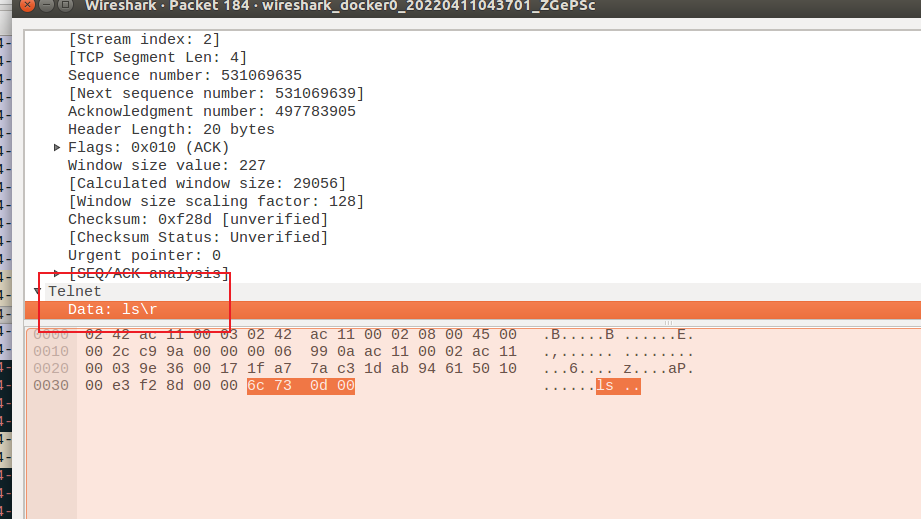 Wireshark · Packet 184 · wireshark_docker0_20220411043701_ZGePSc
[Stream index: 2]
[TCP Segment Len: 4]
Sequence number: 531069635
[Next sequence number: 531069639]
Acknowledgment number: 497783905
Header Length: 20 bytes
Flags: 0x010 (ACK)
Window size value: 227
[Calculated window size: 29056]
[Window size scaling factor: 128]
Checksum: 0xf28d [unverified]
[Checksum Status: Unverified]
Urgent pointer: 0
[SEQ/ACK analysis]
Telnet
Data: ls\r
0000 02 42 ac 11 00 03 02 42 ac 11 00 02 08 00 45 00 .B.....B ......E.
0010 00 2c c9 9a 00 00 00 06 99 0a ac 11 00 02 ac 11 .,...... ........
0020 00 03 9e 36 00 17 1f a7 7a c3 1d ab 94 61 50 10 ...6.... z....aP.
0030 00 e3 f2 8d 00 00 6c 73 0d 00 ......ls ..